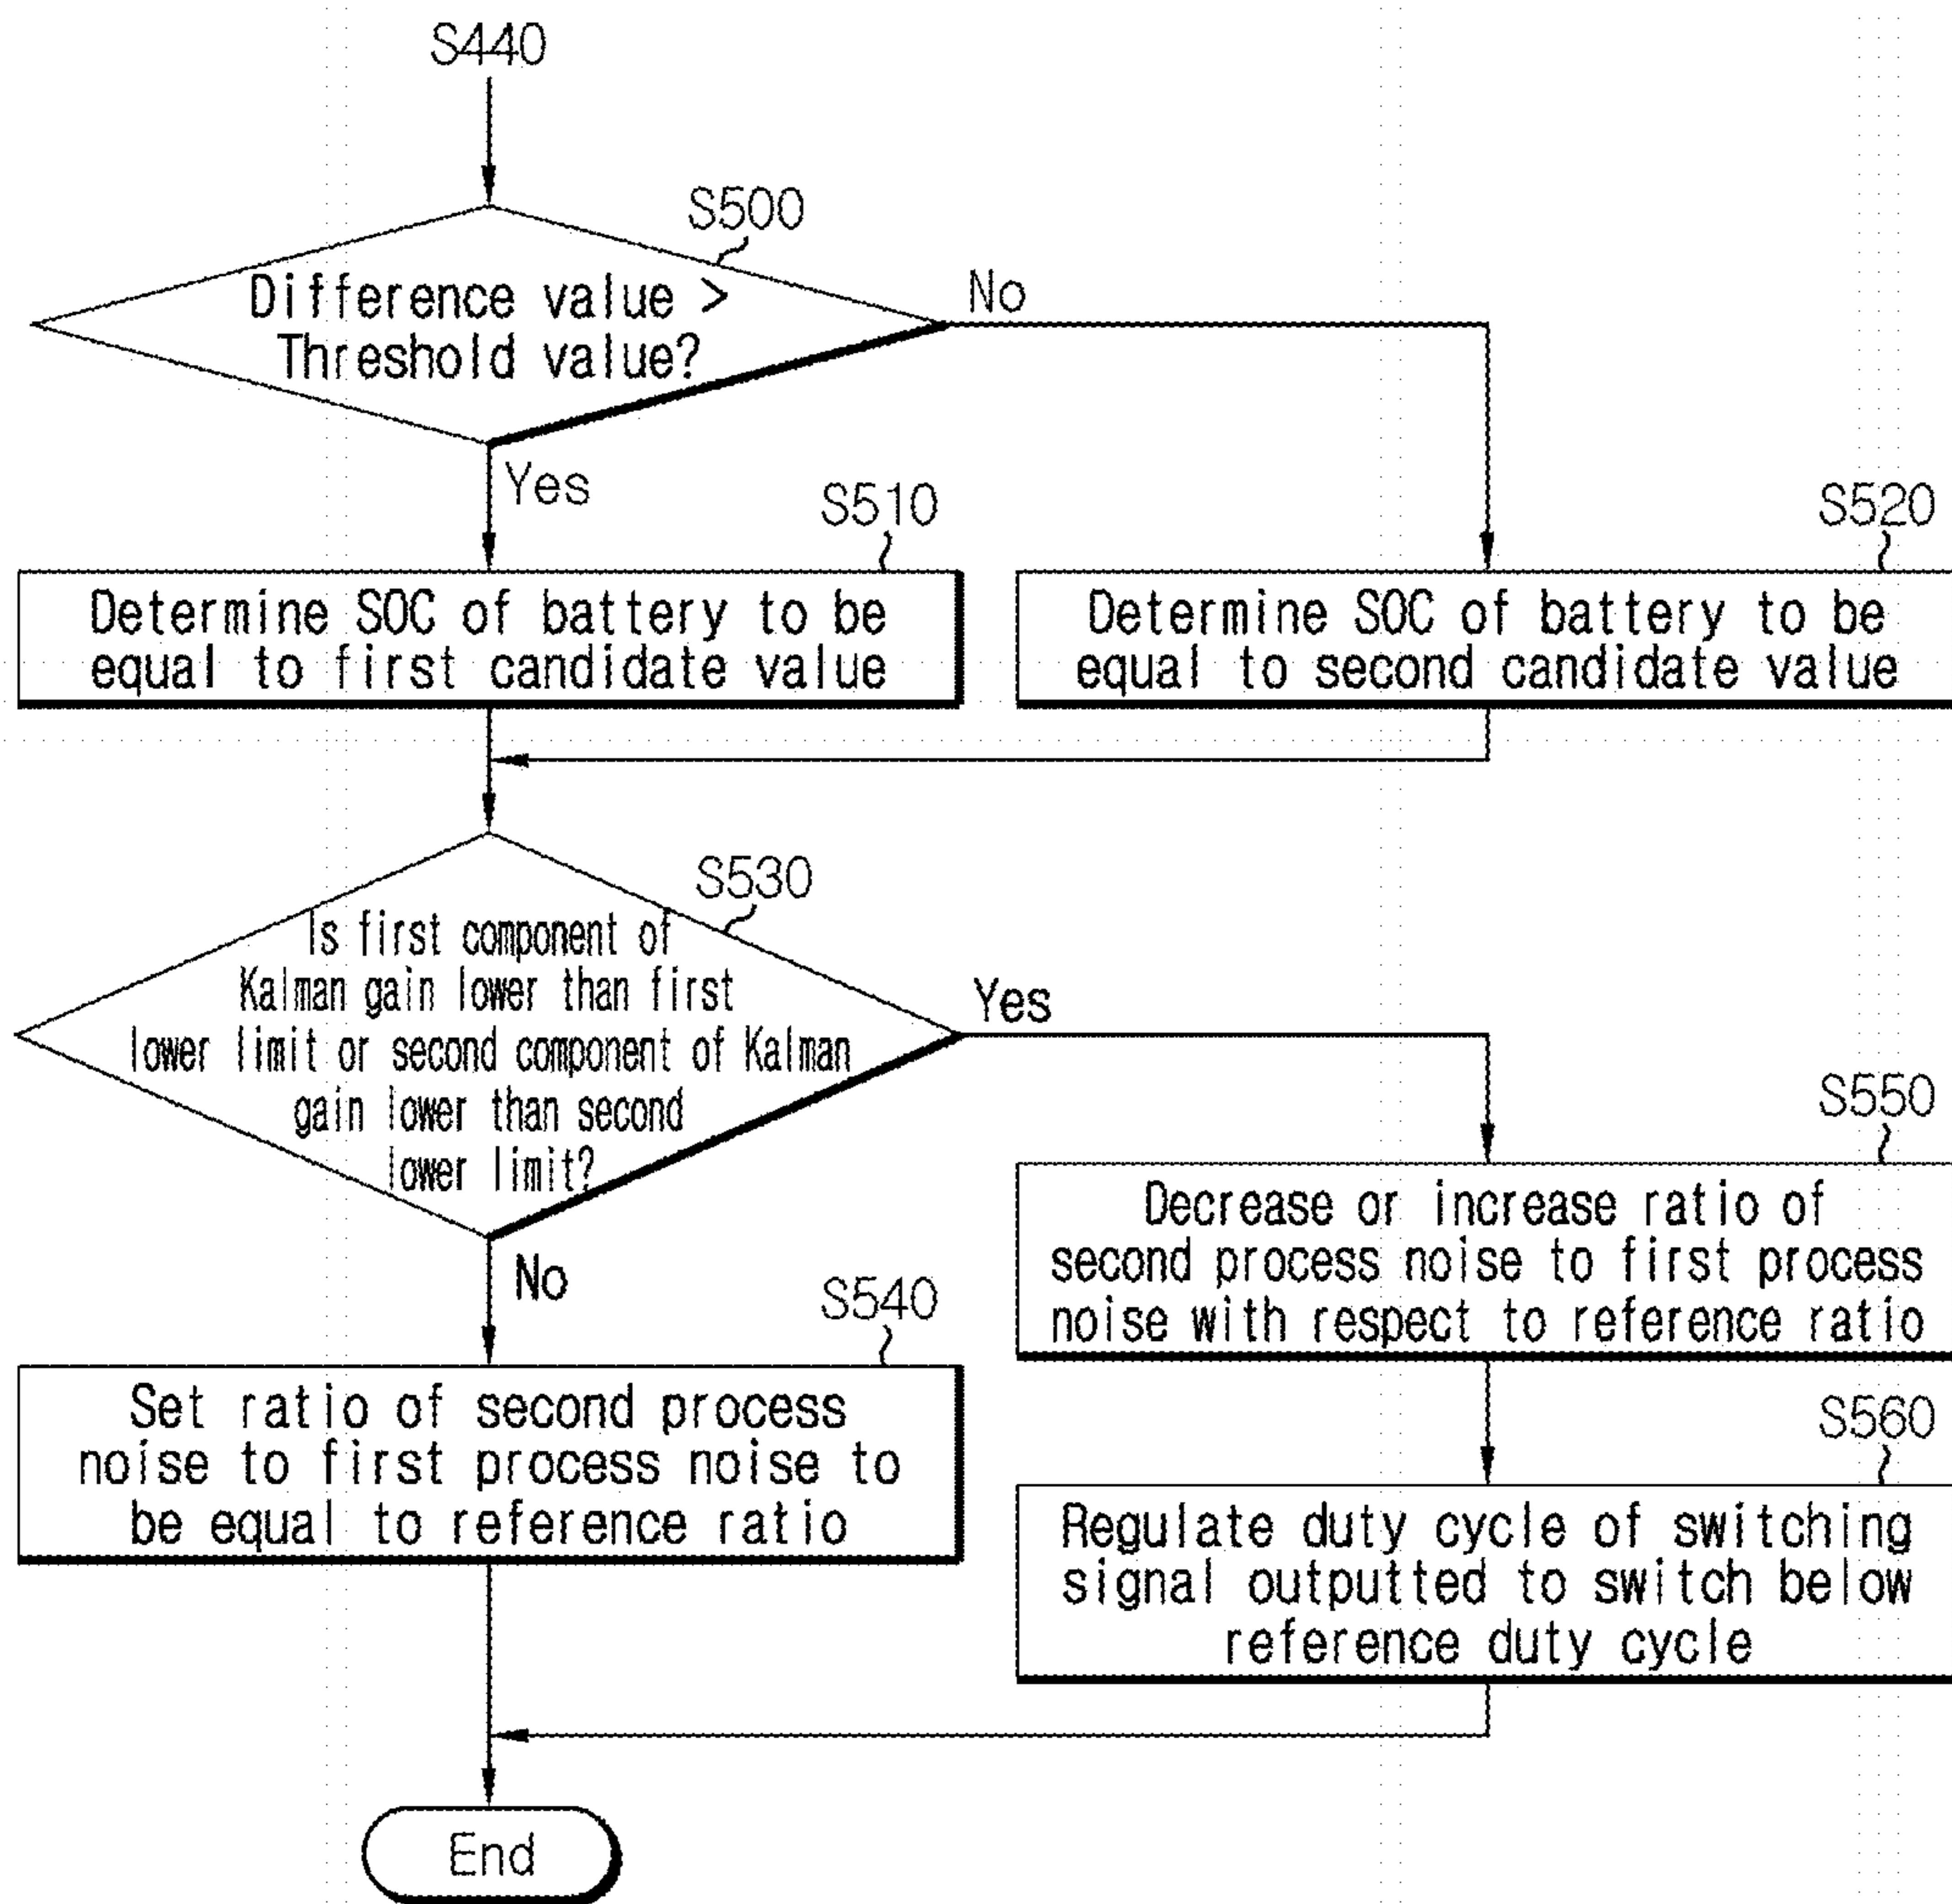 S440
S500
Difference value >
Threshold value?
No
Yes
S510
Determine SOC of battery to be
equal to first candidate value
S520
Determine SOC of battery to be
equal to second candidate value
S530
Is first component of
Kalman gain lower than first
lower limit or second component of Kalman
gain lower than second
lower limit?
Yes
No
S540
Set ratio of second process
noise to first process noise to
be equal to reference ratio
S550
Decrease or increase ratio of
second process noise to first process
noise with respect to reference ratio
S560
Regulate duty cycle of switching
signal outputted to switch below
reference duty cycle
End